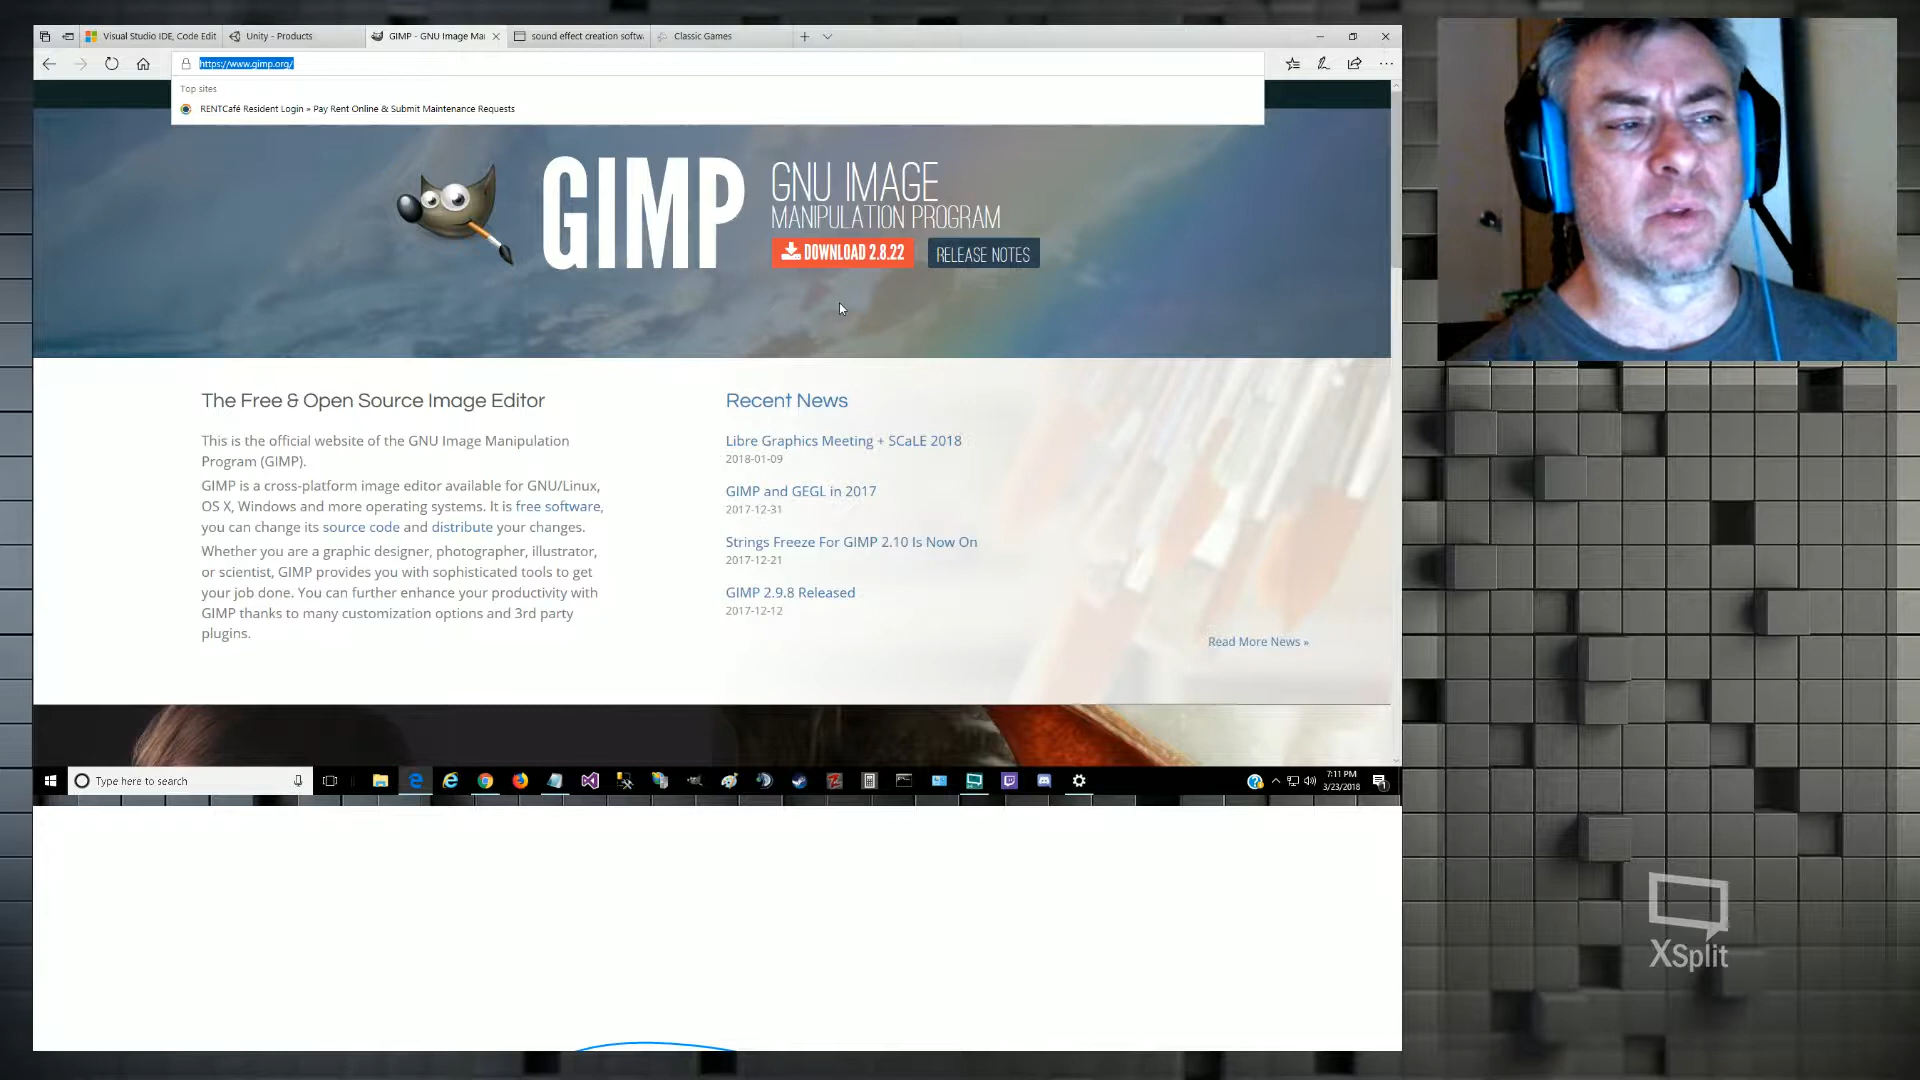 Visual Studio IDE, Code Edit
Unity - Products
GIMP - GNU Image Ma
sound effect creation softw
Classic Games
https://www.gimp.org/
Top sites
RENTCafé Resident Login » Pay Rent Online & Submit Maintenance Requests
GIMP
GNU IMAGE
MANIPULATION PROGRAM
DOWNLOAD 2.8.22
RELEASE NOTES
The Free & Open Source Image Editor
This is the official website of the GNU Image Manipulation
Program (GIMP).
GIMP is a cross-platform image editor available for GNU/Linux,
OS X, Windows and more operating systems. It is free software,
you can change its source code and distribute your changes.
Whether you are a graphic designer, photographer, illustrator,
or scientist, GIMP provides you with sophisticated tools to get
your job done. You can further enhance your productivity with
GIMP thanks to many customization options and 3rd party
plugins.
Recent News
Libre Graphics Meeting + SCaLE 2018
2018-01-09
GIMP and GEGL in 2017
2017-12-31
Strings Freeze For GIMP 2.10 Is Now On
2017-12-21
GIMP 2.9.8 Released
2017-12-12
Read More News »
Type here to search
7:11 PM
3/23/2018
XSplit